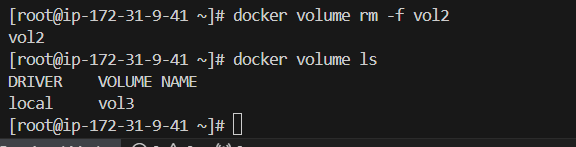 [root@ip-172-31-9-41 ~]# docker volume rm -f vol2
vol2
[root@ip-172-31-9-41 ~]# docker volume ls
DRIVER    VOLUME NAME
local     vol3
[root@ip-172-31-9-41 ~]#